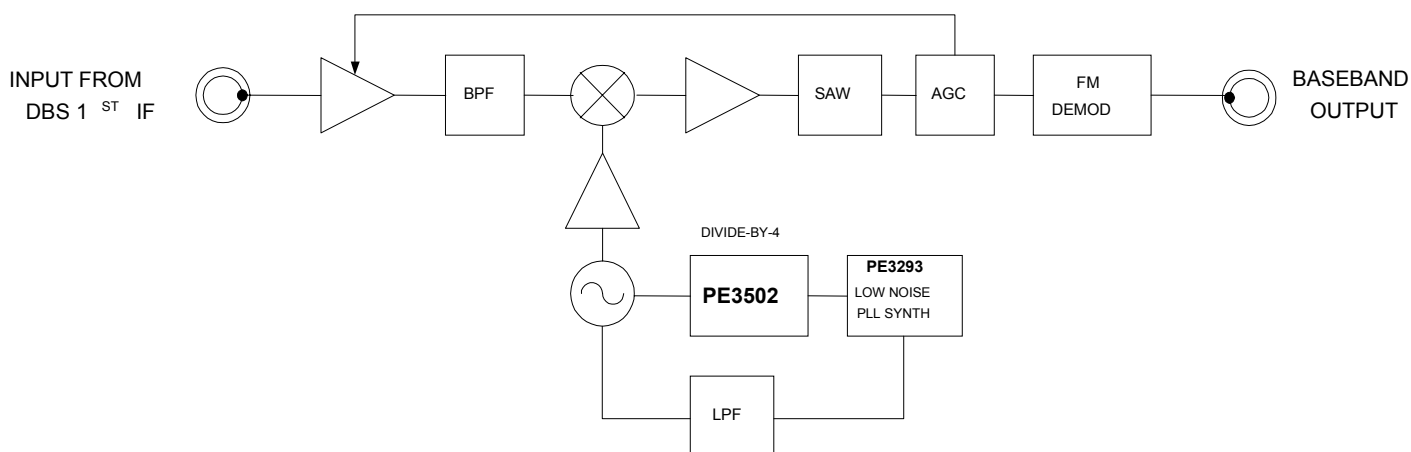 INPUT FROM
DBS 1 ST IF
BPF
SAW
AGC
FM
DEMOD
BASEBAND
OUTPUT
DIVIDE-BY-4
PE3502
PE3293
LOW NOISE
PLL SYNTH
LPF